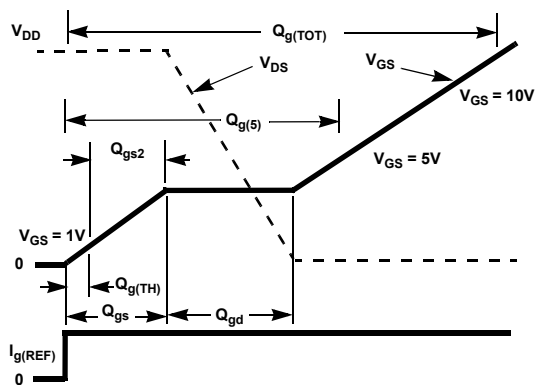 V_DD
Q_g(TOT)
V_DS
V_GS
V_GS = 10V
Q_g(5)
Q_gs2
V_GS = 5V
V_GS = 1V
0
Q_g(TH)
Q_gs
Q_gd
I_g(REF)
0